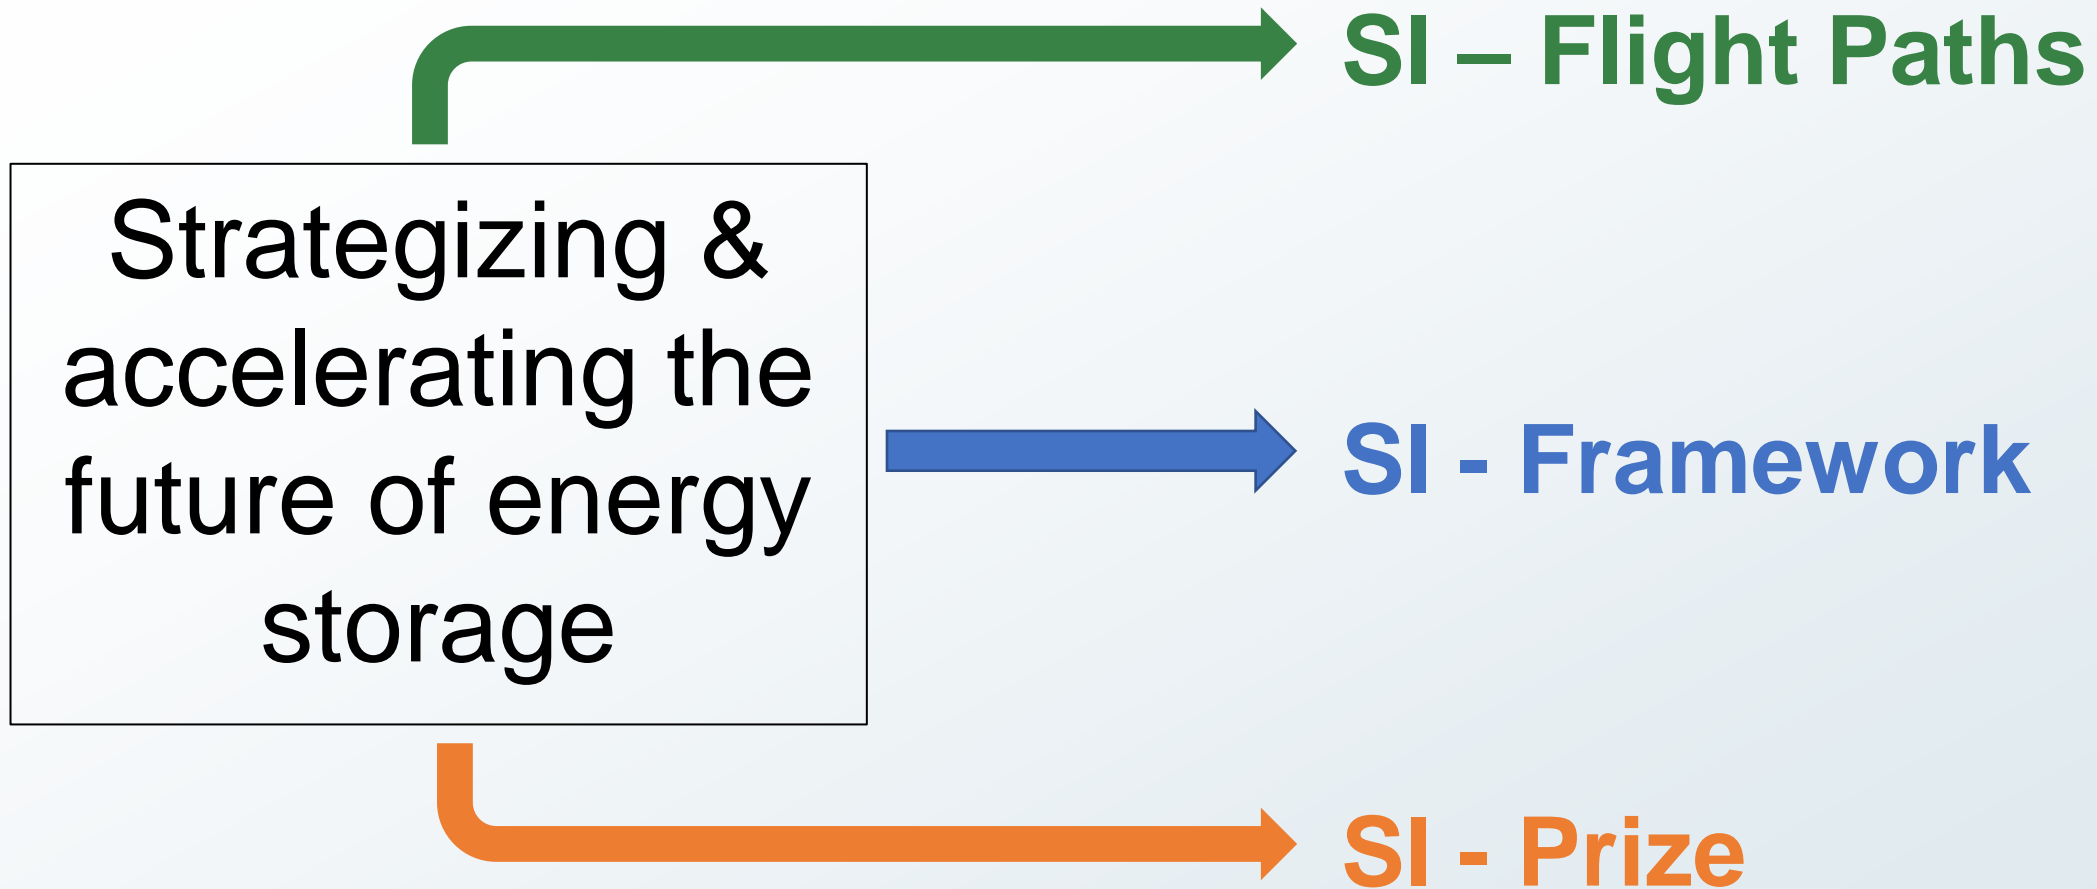 SI – Flight Paths
Strategizing &
accelerating the
future of energy
storage
SI - Framework
SI - Prize